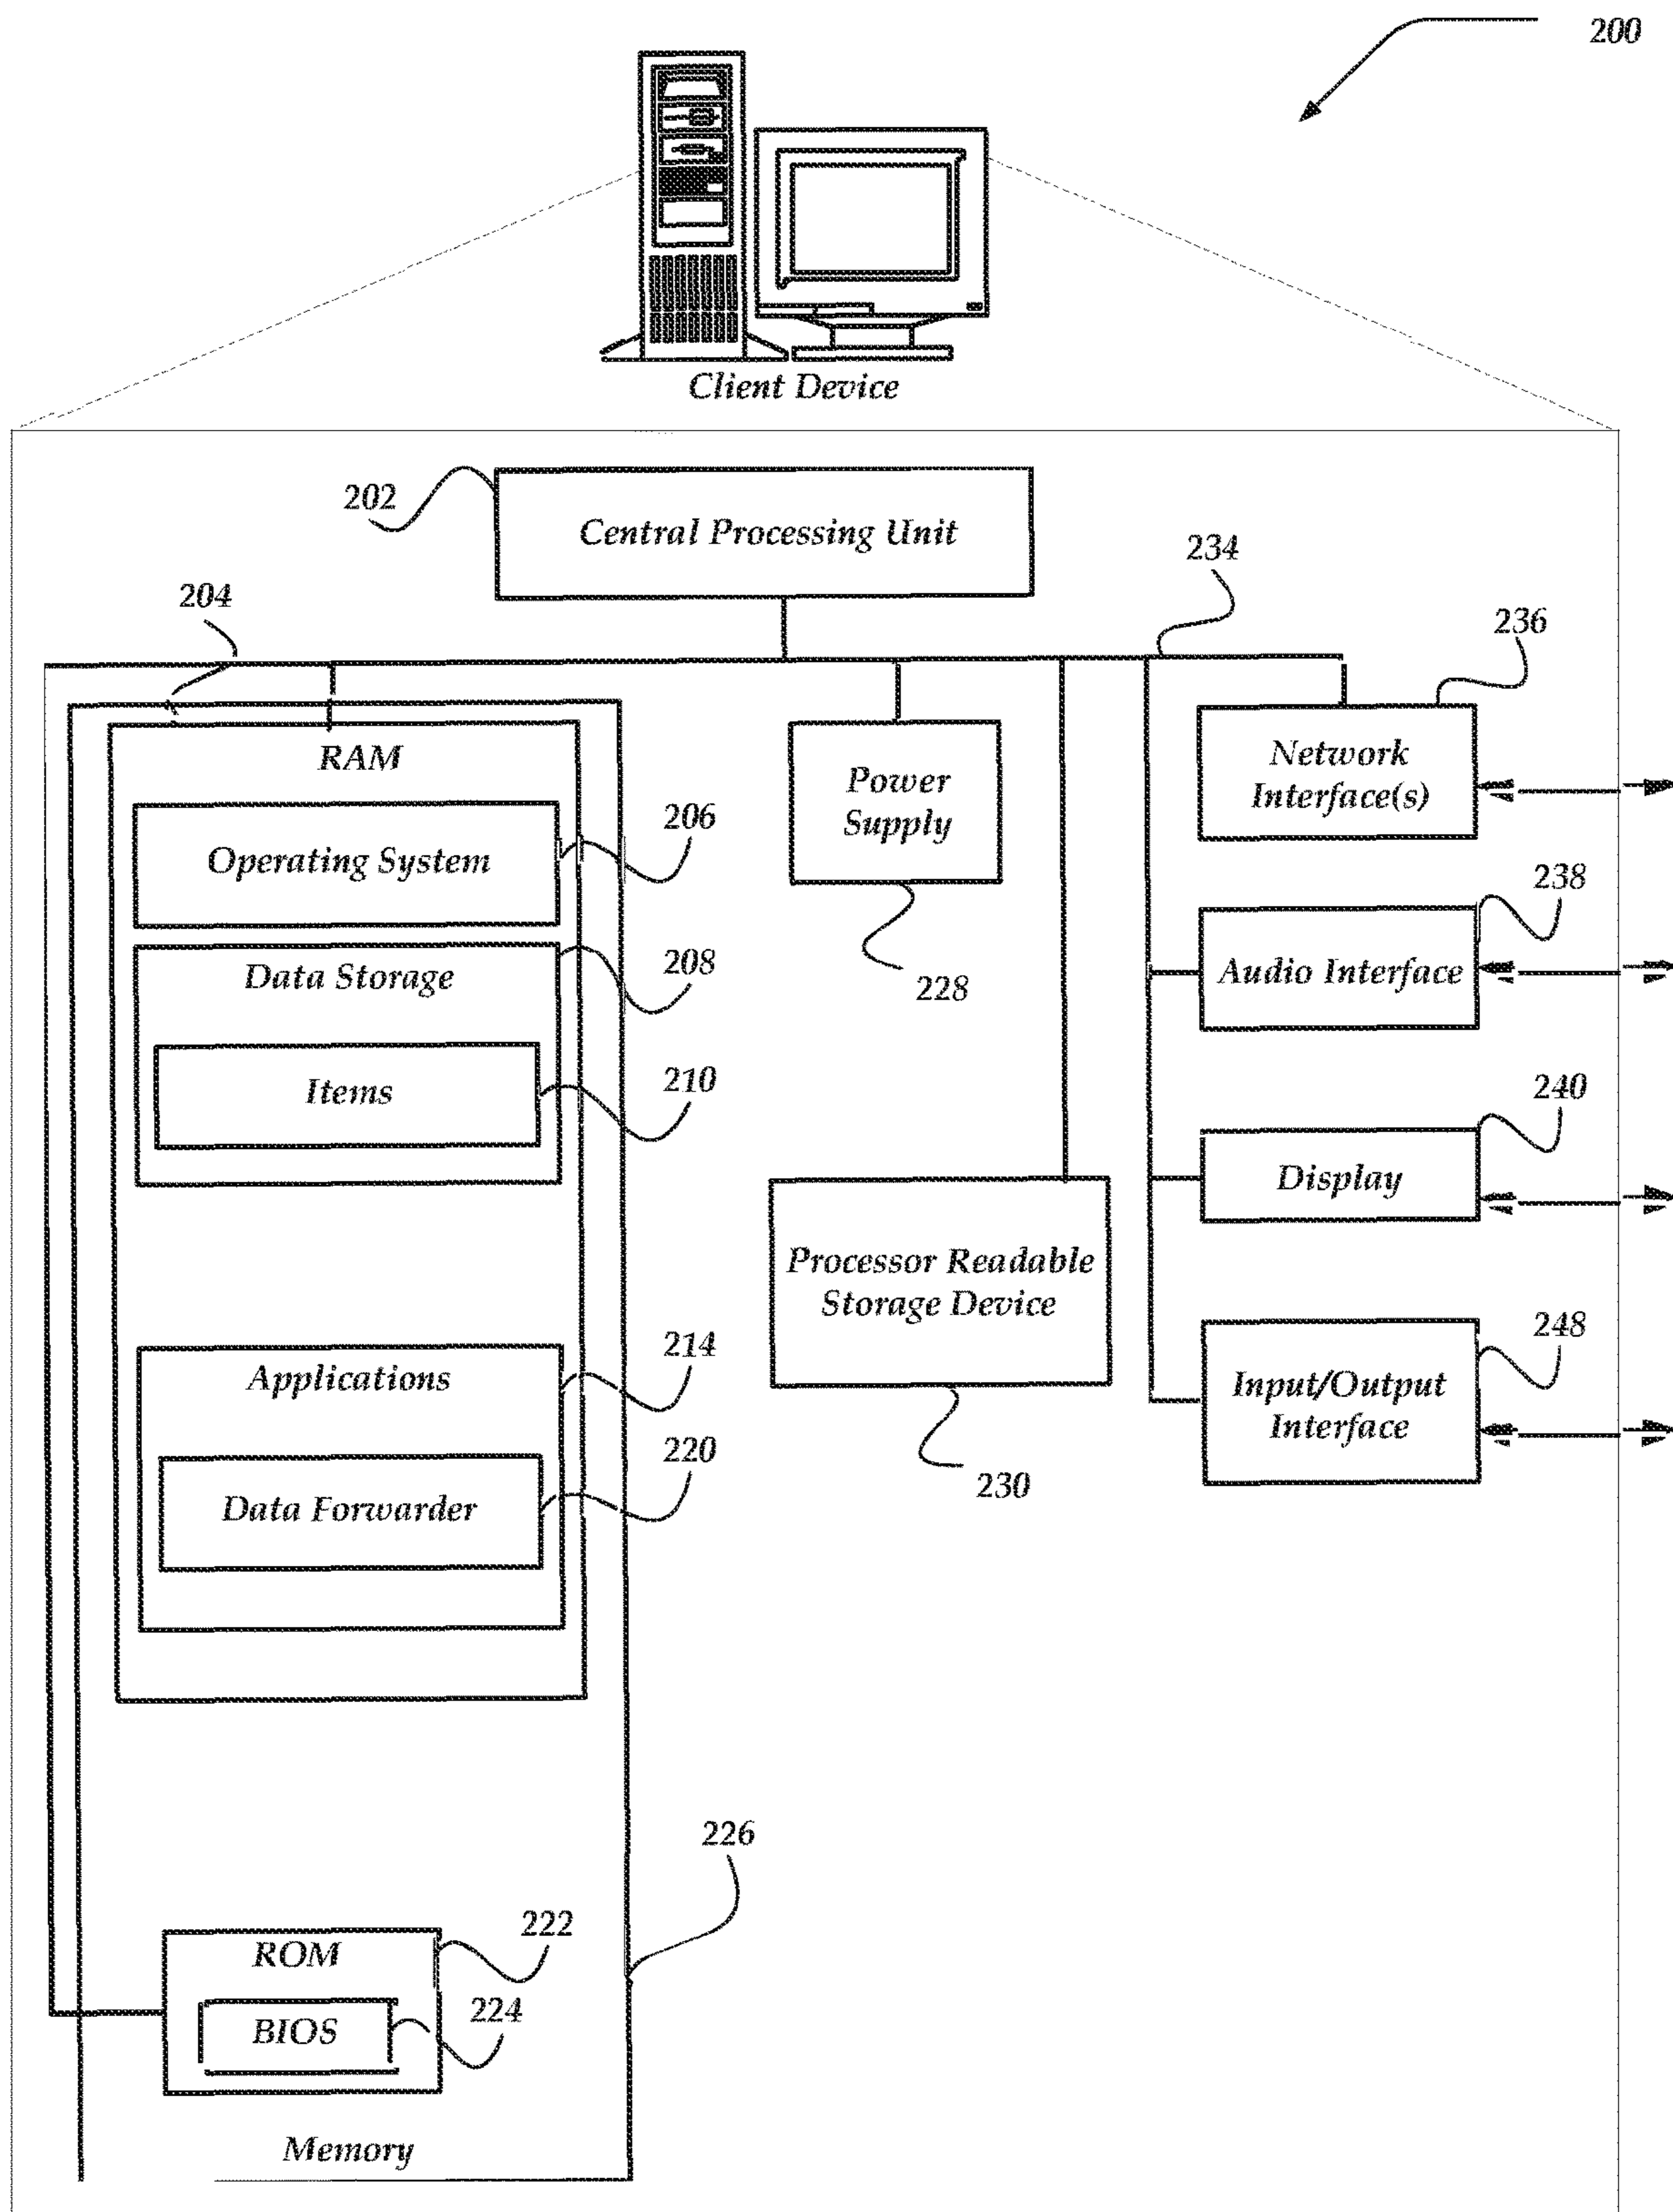 200
Client Device
202
Central Processing Unit
234
204
236
RAM
Power
Supply
Network
Interface(s)
Operating System
206
238
Data Storage
208
228
Audio Interface
Items
210
240
Display
Processor Readable
Storage Device
214
248
Applications
Input/Output
Interface
220
230
Data Forwarder
226
222
ROM
224
BIOS
Memory